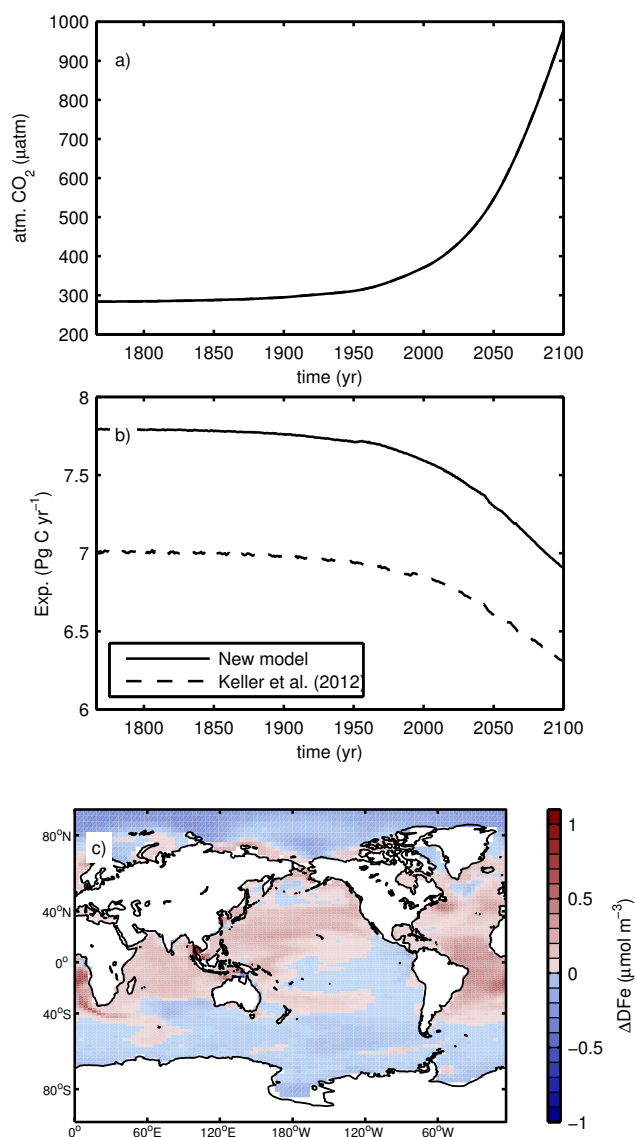 1000
900
800
700
600
500
400
300
200
a)
atm. CO₂ (µatm)
1800 1850 1900 1950 2000 2050 2100
time (yr)
8
7.5
7
6.5
6
b)
Exp. (Pg C yr⁻¹)
New model
Keller et al. (2012)
1800 1850 1900 1950 2000 2050 2100
time (yr)
c)
80°N
40°N
0°
40°S
80°S
0° 60°E 120°E 180°W 120°W 60°W
1
0.5
0
−0.5
−1
ΔDFe (µmol m⁻³)